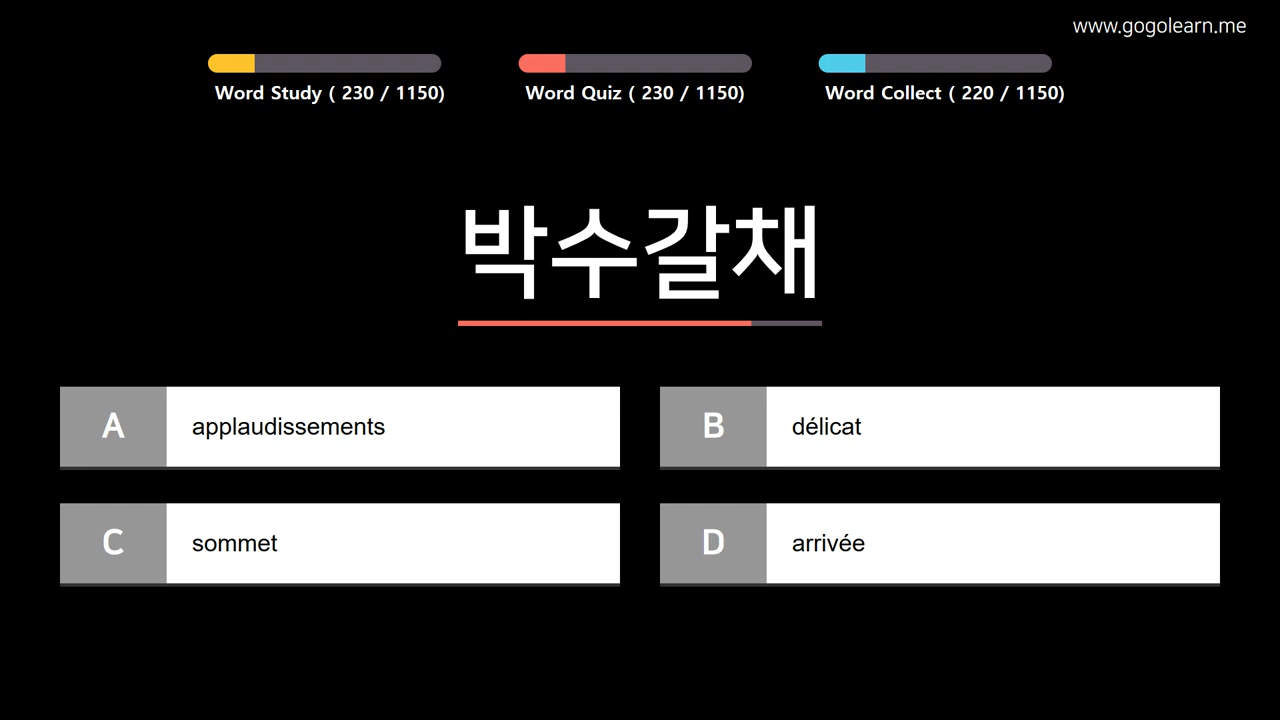 www.gogolearn.me
Word Study ( 230 / 1150)
Word Quiz ( 230 / 1150)
Word Collect ( 220 / 1150)
박수갈채
A applaudissements
B délicat
C sommet
D arrivée